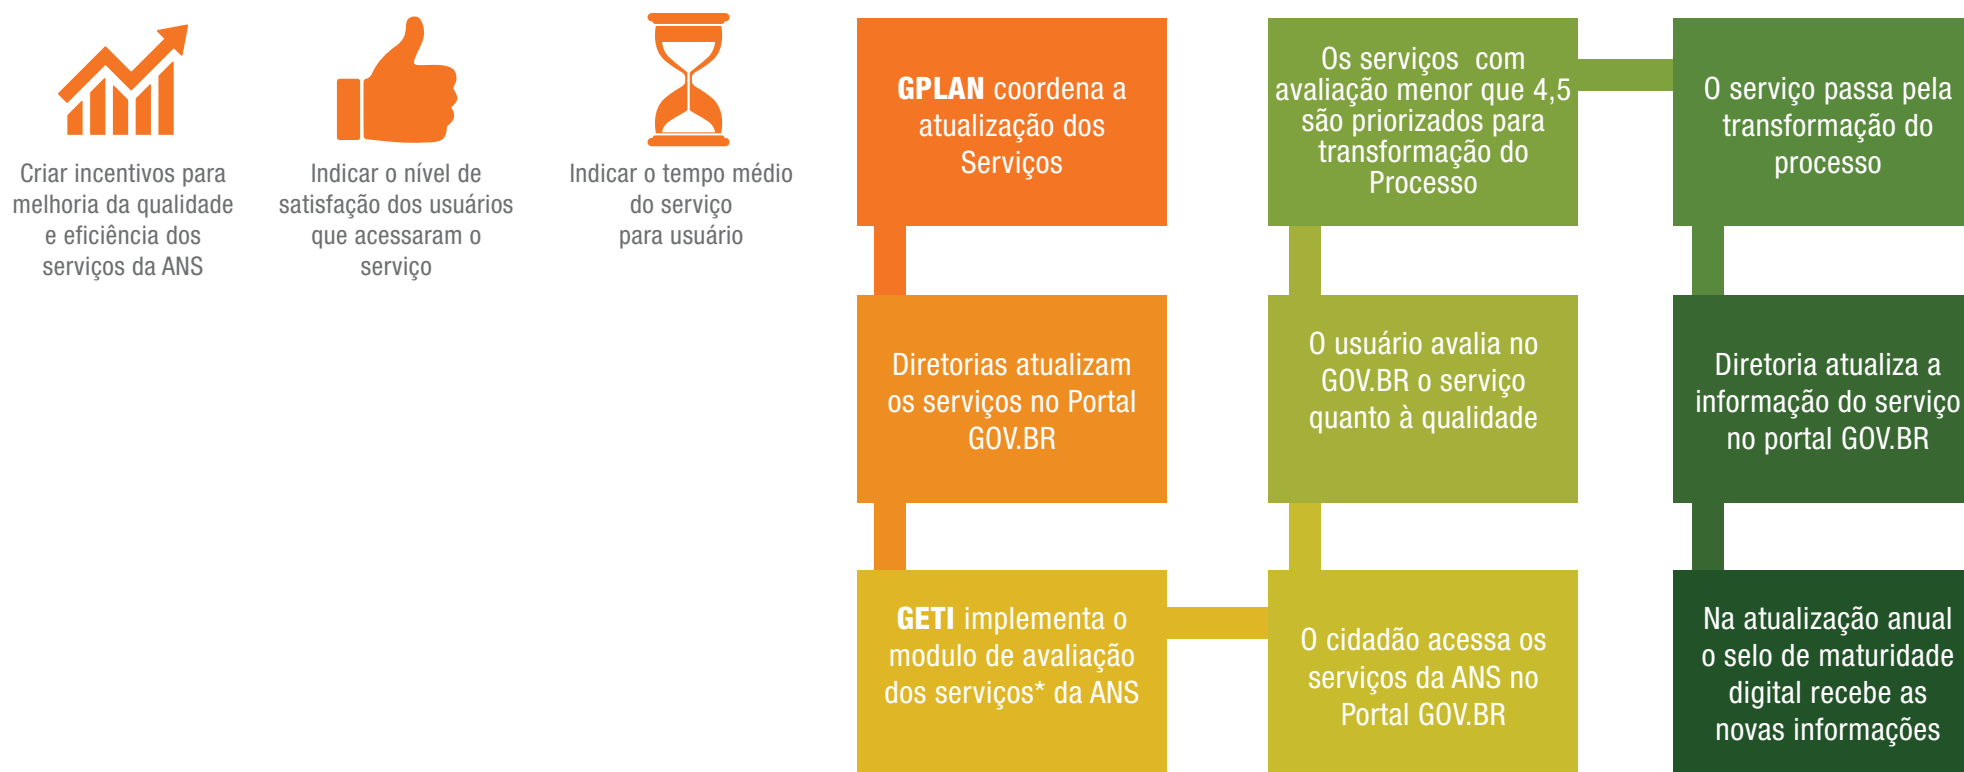 Criar incentivos para
melhoria da qualidade
e eficiência dos
serviços da ANS
Indicar o nível de
satisfação dos usuários
que acessaram o
serviço
Indicar o tempo médio
do serviço
para usuário
GPLAN coordena a
atualização dos
Serviços
Diretorias atualizam
os serviços no Portal
GOV.BR
GETI implementa o
modulo de avaliação
dos serviços* da ANS
O cidadão acessa os
serviços da ANS no
Portal GOV.BR
O usuário avalia no
GOV.BR o serviço
quanto à qualidade
Os serviços com
avaliação menor que 4,5
são priorizados para
transformação do
Processo
O serviço passa pela
transformação do
processo
Diretoria atualiza a
informação do serviço
no portal GOV.BR
Na atualização anual
o selo de maturidade
digital recebe as
novas informações